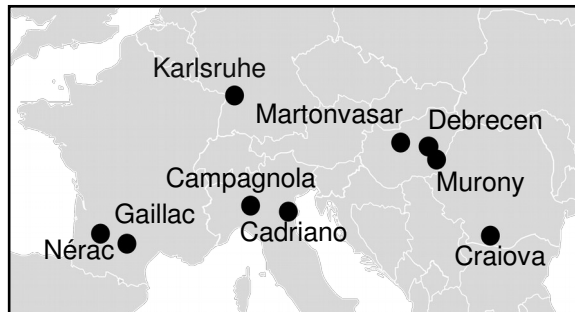 Karlsruhe
Martonvasar
Debrecen
Murony
Campagnola
Gaillac
Cadriano
Nérac
Craiova